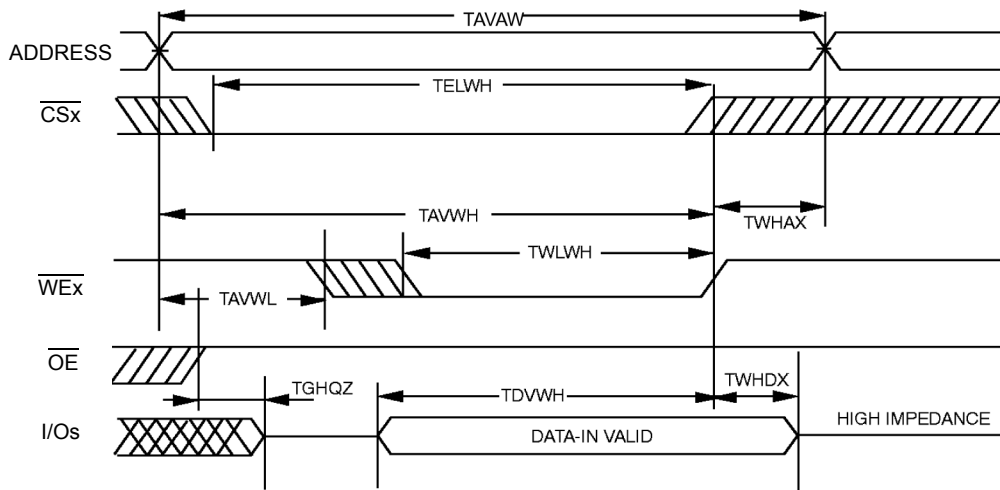 TAVAW
ADDRESS
TELWH
CSx
TAVWH
TWHAX
TWLWH
WEx
TAVWL
OE
TGHQZ
TDVWH
TWHDX
I/Os
DATA-IN VALID
HIGH IMPEDANCE